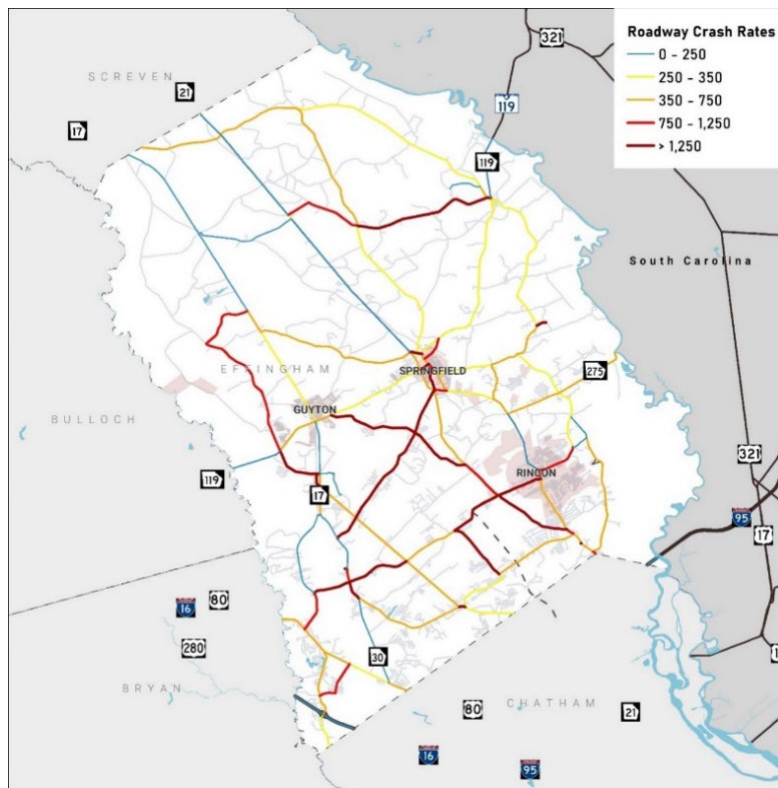 Roadway Crash Rates
0 - 250
250 - 350
350 - 750
750 - 1,250
> 1,250
321
SCREVEN
21
17
119
119
South Carolina
EFFINGHAM
SPRINGFIELD
275
GUYTON
BULLOCH
321
RINCON
119
17
95
17
80
16
280
30
BRYAN
80
CHATHAM
21
16
95